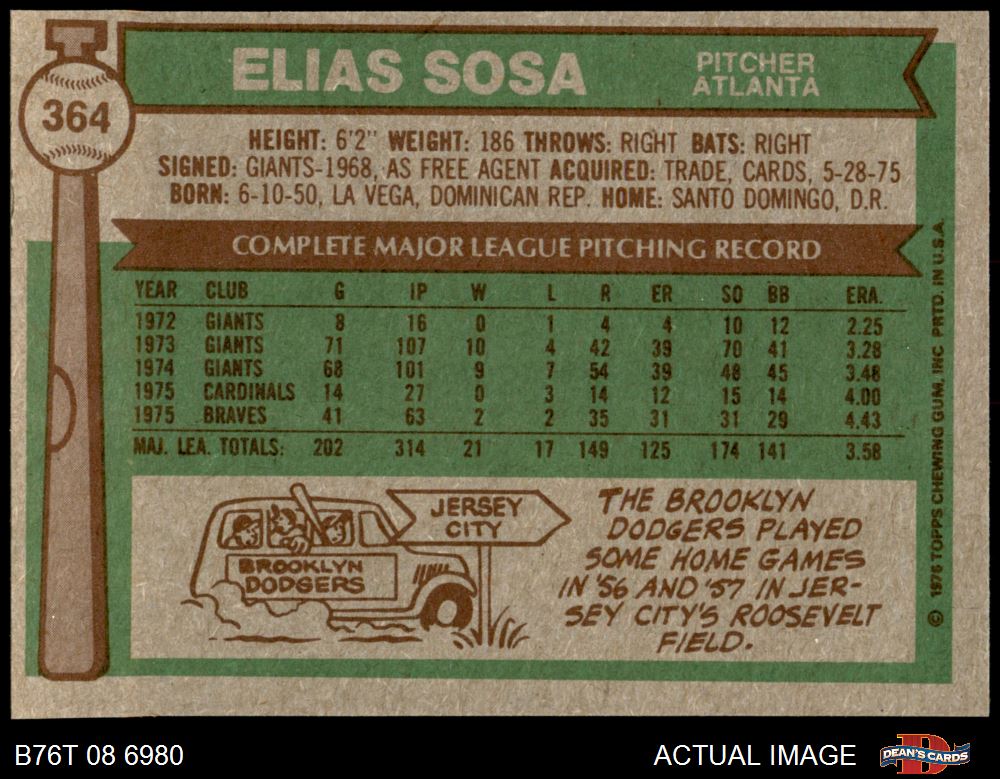 364
ELIAS SOSA
PITCHER
ATLANTA
HEIGHT: 6'2" WEIGHT: 186 THROWS: RIGHT BATS: RIGHT
SIGNED: GIANTS-1968, AS FREE AGENT ACQUIRED: TRADE, CARDS, 5-28-75
BORN: 6-10-50, LA VEGA, DOMINICAN REP. HOME: SANTO DOMINGO, D.R.
COMPLETE MAJOR LEAGUE PITCHING RECORD
YEAR CLUB G IP W L R ER SO BB ERA.
1972 GIANTS 8 16 0 1 4 4 10 12 2.25
1973 GIANTS 71 107 10 4 42 39 70 41 3.28
1974 GIANTS 68 101 9 7 54 39 48 45 3.48
1975 CARDINALS 14 27 0 3 14 12 15 14 4.00
1975 BRAVES 41 63 2 2 35 31 31 29 4.43
MAJ. LEA. TOTALS: 202 314 21 17 149 125 174 141 3.58
JERSEY
CITY
BROOKLYN
DODGERS
THE BROOKLYN
DODGERS PLAYED
SOME HOME GAMES
IN '56 AND '57 IN JER-
SEY CITY'S ROOSEVELT
FIELD.
© 1976 TOPPS CHEWING GUM, INC PRTD. IN U.S.A.
B76T 08 6980
ACTUAL IMAGE
D
DEAN'S CARDS